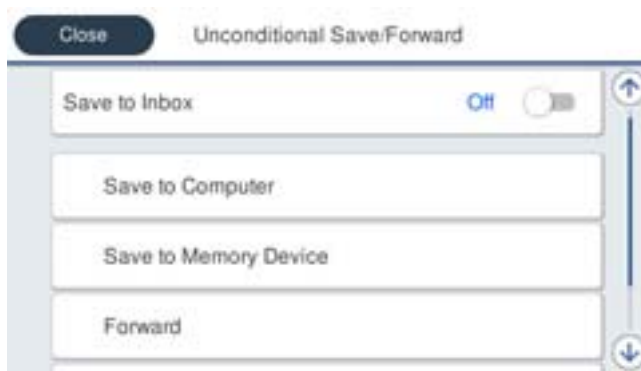 Close
Unconditional Save/Forward
Save to Inbox Off
Save to Computer
Save to Memory Device
Forward